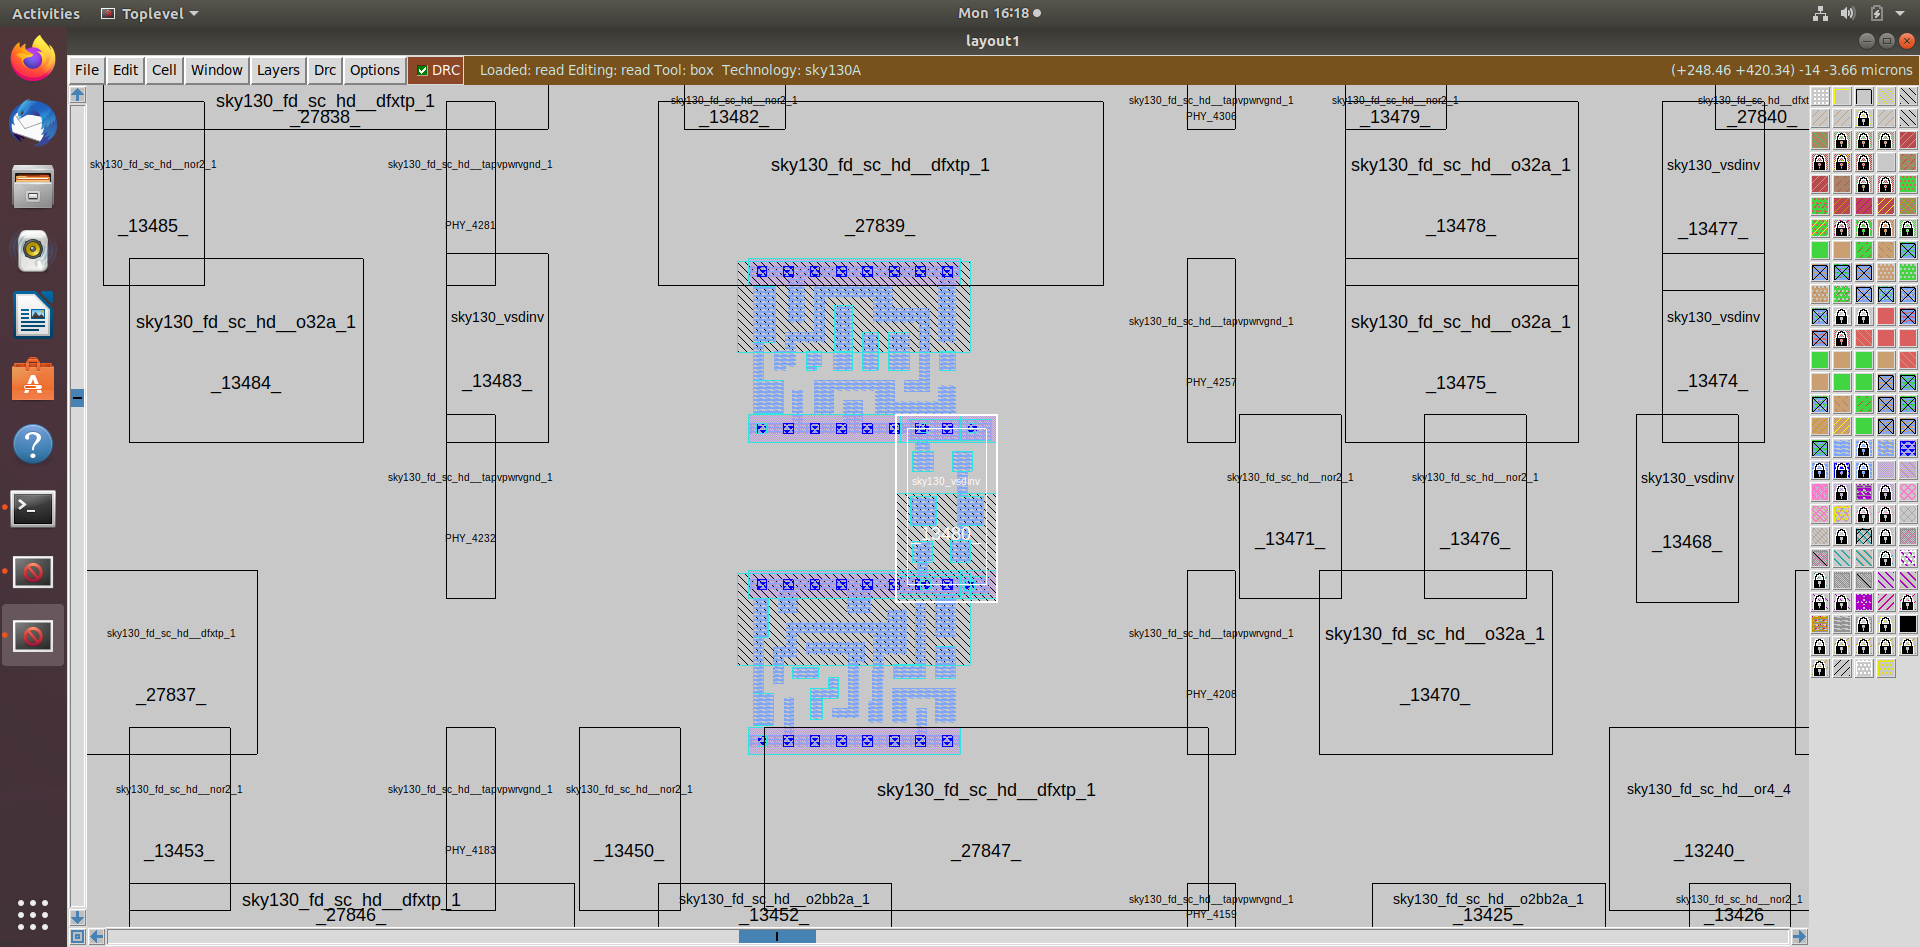 Activities
Toplevel
Mon 16:18
layout1
File Edit Cell Window Layers Drc Options DRC Loaded: read Editing: read Tool: box Technology: sky130A (+248.46 +420.34) -14 -3.66 microns
sky130_fd_sc_hd__dfxtp_1
_27838_
sky130_fd_sc_hd__nor2_1
_13482_
sky130_fd_sc_hd__tapvpwrvgnd_1
PHY_4306
sky130_fd_sc_hd__nor2_1
_13479_
sky130_fd_sc_hd__dfxt
_27840_
sky130_fd_sc_hd__nor2_1
_13485_
sky130_fd_sc_hd__tapvpwrvgnd_1
PHY_4281
sky130_fd_sc_hd__dfxtp_1
_27839_
sky130_fd_sc_hd__o32a_1
_13478_
sky130_vsdinv
_13477_
sky130_fd_sc_hd__o32a_1
_13484_
sky130_vsdinv
_13483_
sky130_fd_sc_hd__tapvpwrvgnd_1
PHY_4257
sky130_fd_sc_hd__o32a_1
_13475_
sky130_vsdinv
_13474_
sky130_fd_sc_hd__tapvpwrvgnd_1
PHY_4232
sky130_vsdinv
_13480_
sky130_fd_sc_hd__nor2_1
_13471_
sky130_fd_sc_hd__nor2_1
_13476_
sky130_vsdinv
_13468_
sky130_fd_sc_hd__dfxtp_1
_27837_
sky130_fd_sc_hd__tapvpwrvgnd_1
PHY_4208
sky130_fd_sc_hd__o32a_1
_13470_
sky130_fd_sc_hd__nor2_1
_13453_
sky130_fd_sc_hd__tapvpwrvgnd_1
PHY_4183
sky130_fd_sc_hd__nor2_1
_13450_
sky130_fd_sc_hd__dfxtp_1
_27847_
sky130_fd_sc_hd__or4_4
_13240_
sky130_fd_sc_hd__dfxtp_1
_27846_
sky130_fd_sc_hd__o2bb2a_1
_13452_
sky130_fd_sc_hd__tapvpwrvgnd_1
PHY_4159
sky130_fd_sc_hd__o2bb2a_1
_13425_
sky130_fd_sc_hd__nor2_1
_13426_